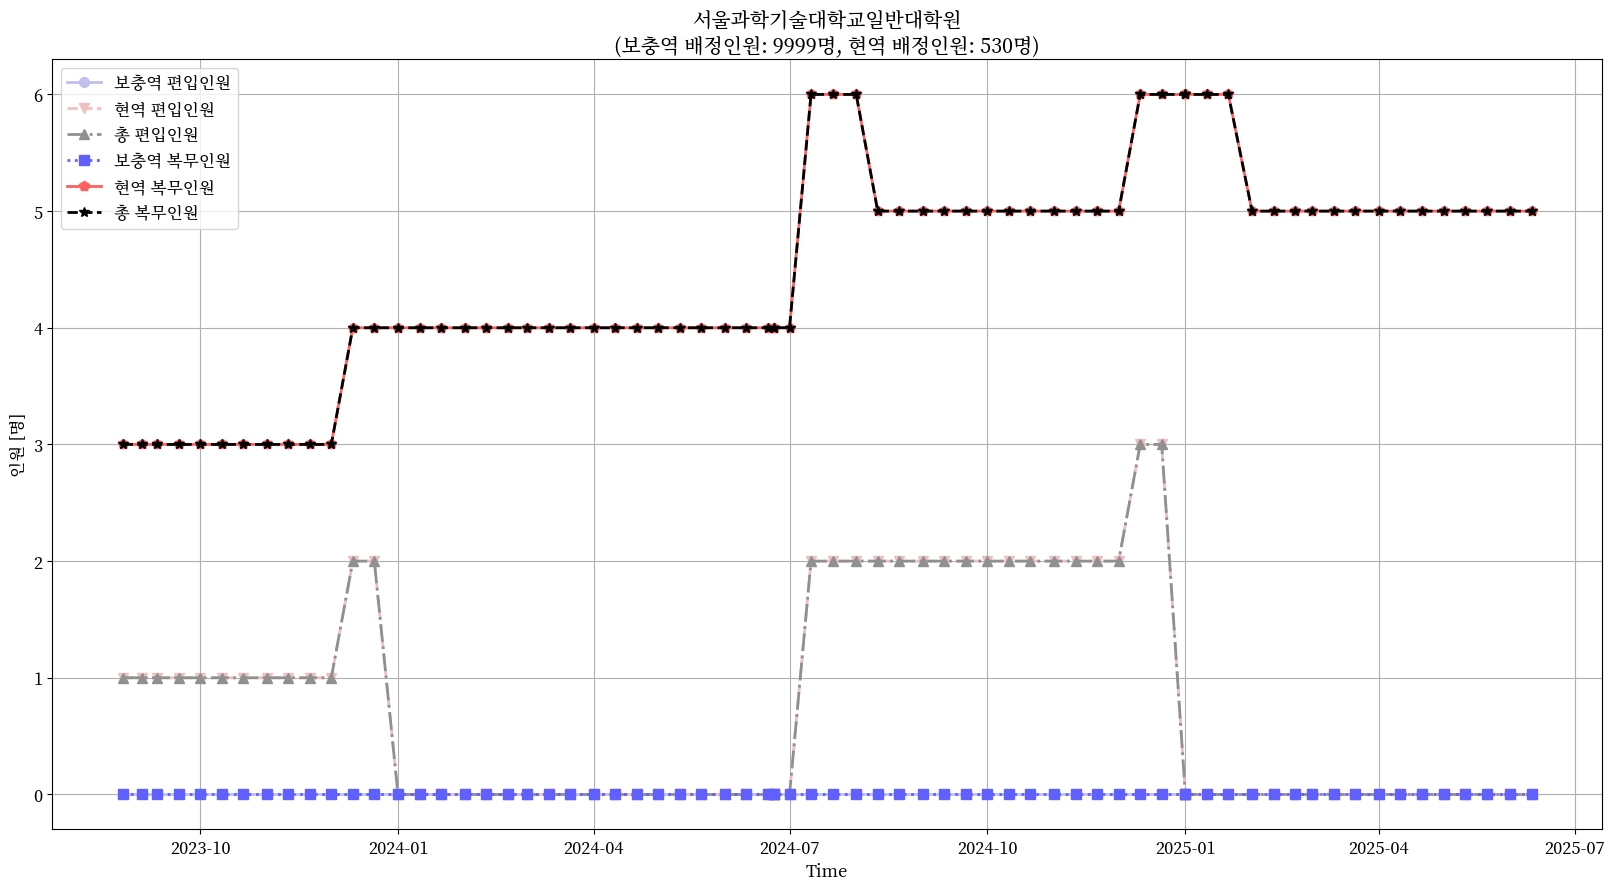 서울과학기술대학교일반대학원
(보충역 배정인원: 9999명, 현역 배정인원: 530명)
보충역 편입인원
현역 편입인원
총 편입인원
보충역 복무인원
현역 복무인원
총 복무인원
인원 [명]
6
5
4
3
2
1
0
2023-10
2024-01
2024-04
2024-07
2024-10
2025-01
2025-04
2025-07
Time